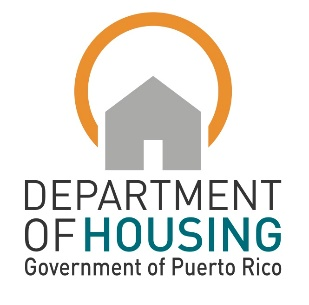 DEPARTMENT
OF HOUSING
Government of Puerto Rico